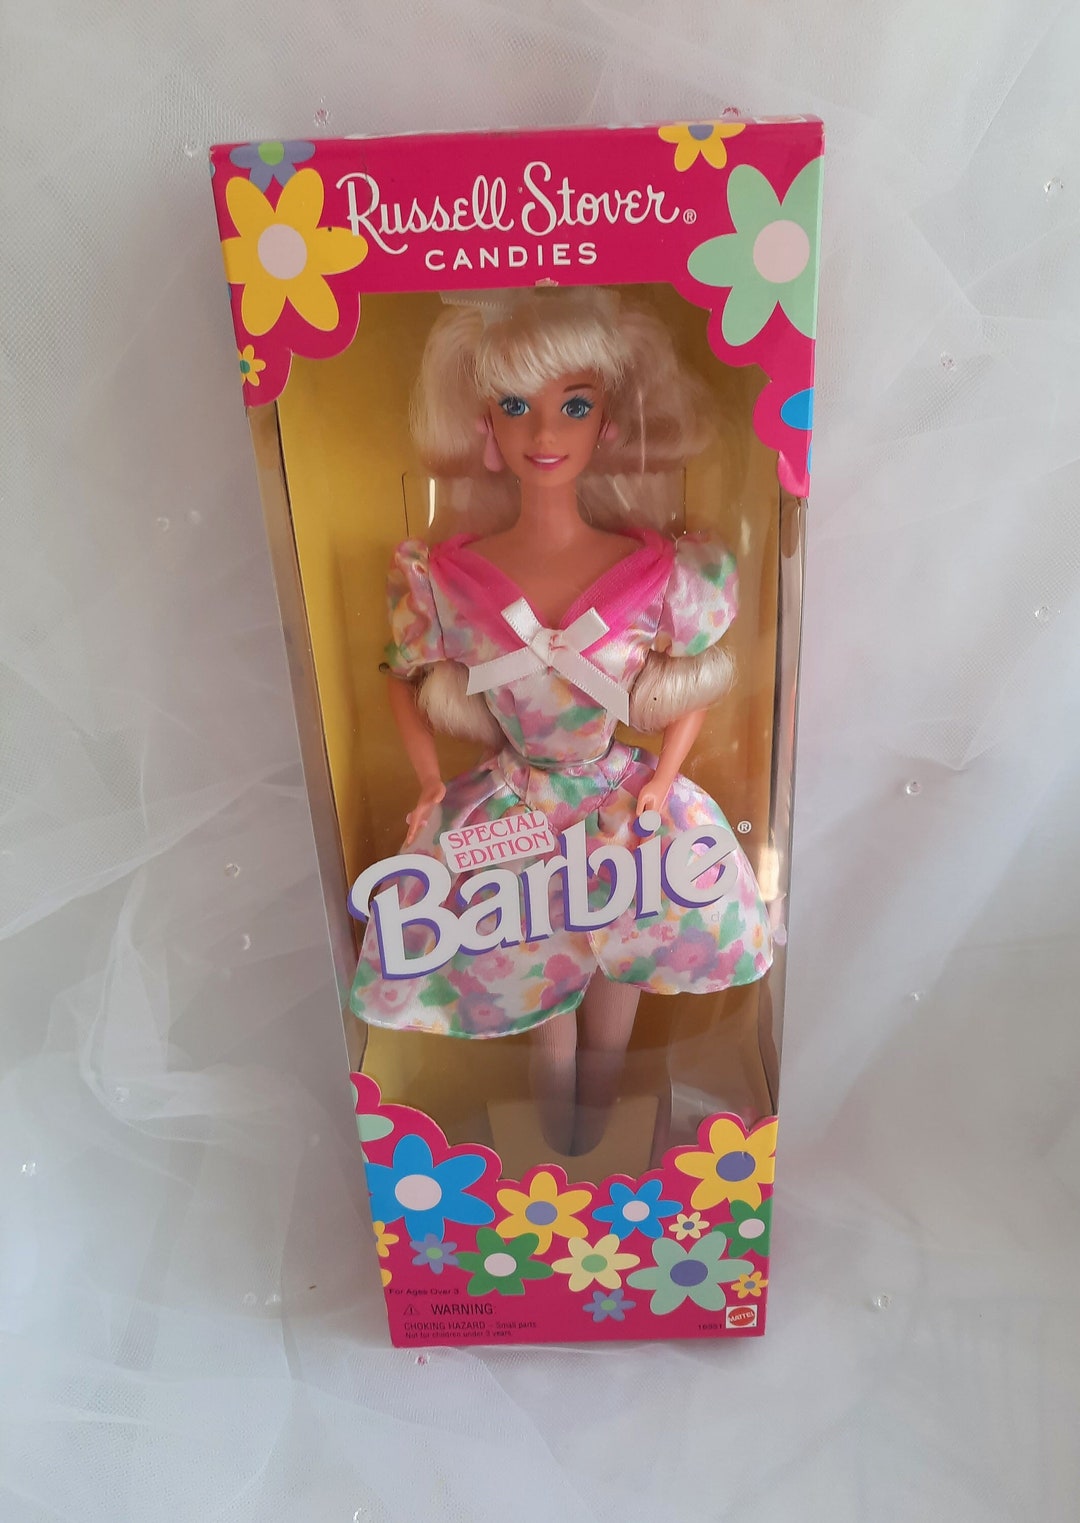 Russell Stover®
CANDIES
SPECIAL
EDITION
Barbie®
For Ages Over 3
⚠ WARNING:
CHOKING HAZARD - Small parts.
Not for children under 3 years.
MATTEL